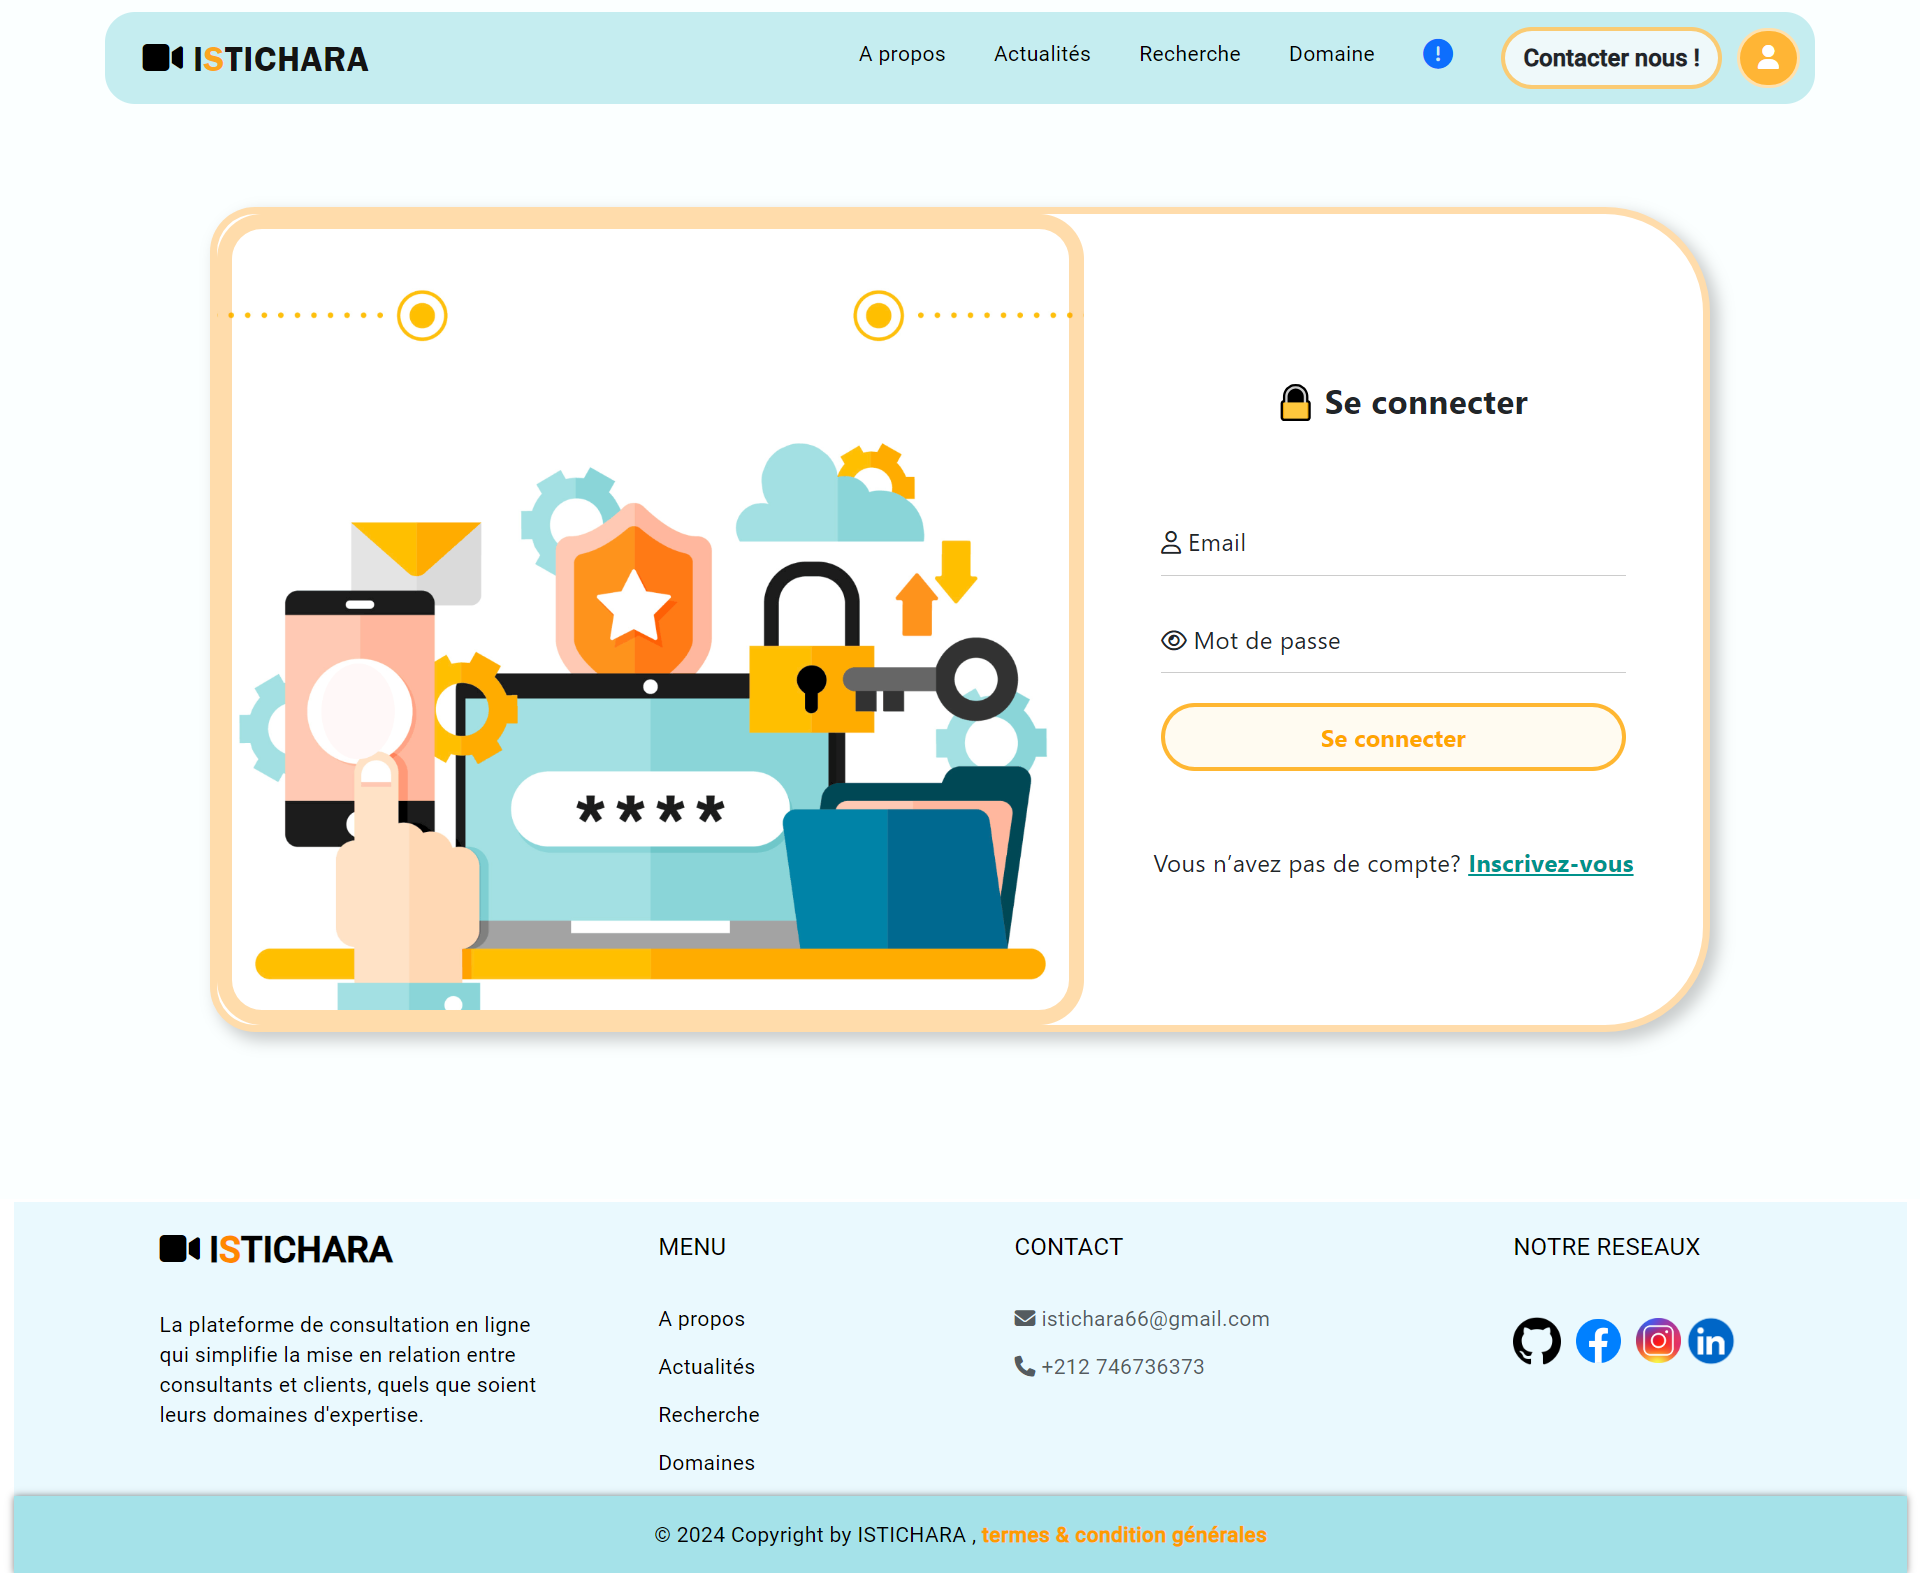 ISTICHARA
A propos
Actualités
Recherche
Domaine
Contacter nous !
Se connecter
Email
Mot de passe
Se connecter
Vous n’avez pas de compte? Inscrivez-vous
****
ISTICHARA
La plateforme de consultation en ligne
qui simplifie la mise en relation entre
consultants et clients, quels que soient
leurs domaines d'expertise.
MENU
A propos
Actualités
Recherche
Domaines
CONTACT
istichara66@gmail.com
+212 746736373
NOTRE RESEAUX
© 2024 Copyright by ISTICHARA , termes & condition générales